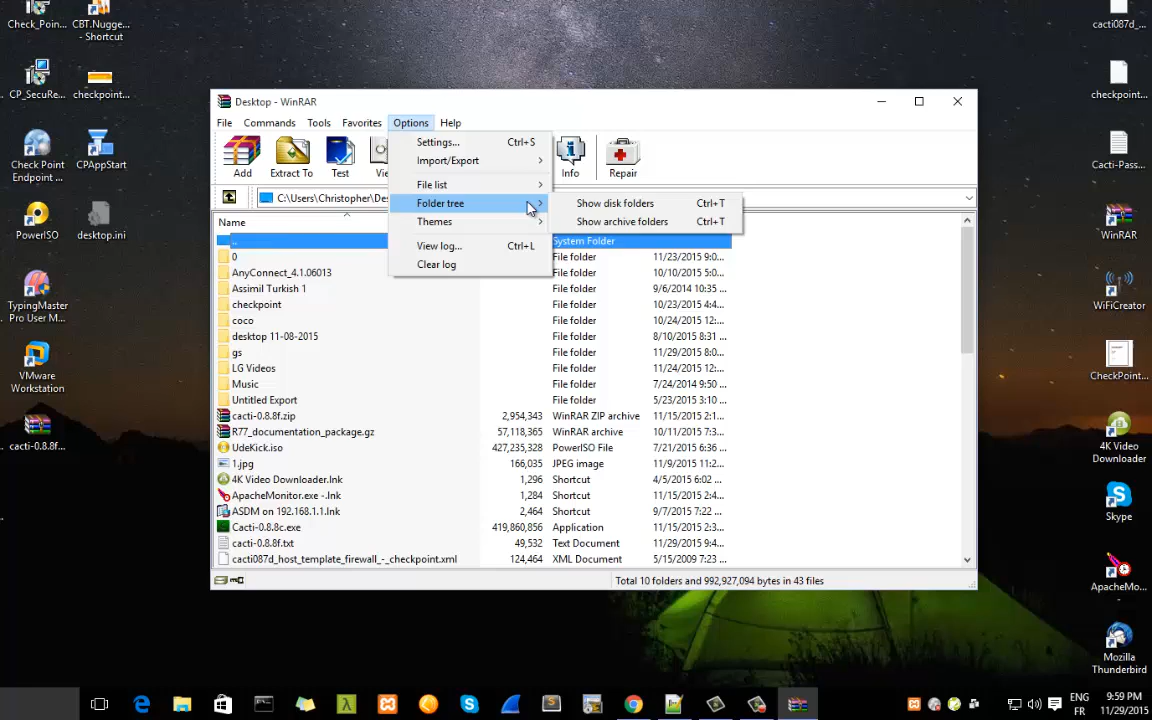 Check_Poin...
CBT.Nugge...
- Shortcut
cacti087d_...
CP_SecuRe...
checkpoint...
checkpoint...
Check Point
Endpoint ...
CPAppStart
Cacti-Pass...
PowerISO
desktop.ini
WinRAR
TypingMaster
Pro User M...
WiFiCreator
VMware
Workstation
CheckPoint...
cacti-0.8.8f...
4K Video
Downloader
Skype
ApacheMo...
-
Mozilla
Thunderbird
Desktop - WinRAR
File Commands Tools Favorites Options Help
Add Extract To Test Vie Info Repair
C:\Users\Christopher\Des
Settings... Ctrl+S
Import/Export
File list
Folder tree
Themes
View log... Ctrl+L
Clear log
Show disk folders Ctrl+T
Show archive folders Ctrl+T
Name
.. System Folder
0 File folder 11/23/2015 9:0...
AnyConnect_4.1.06013 File folder 10/10/2015 5:0...
Assimil Turkish 1 File folder 9/6/2014 10:35 ...
checkpoint File folder 10/23/2015 4:4...
coco File folder 10/24/2015 12:...
desktop 11-08-2015 File folder 8/10/2015 8:31 ...
gs File folder 11/29/2015 8:0...
LG Videos File folder 11/24/2015 12:...
Music File folder 7/24/2014 9:50 ...
Untitled Export File folder 5/23/2015 3:10 ...
cacti-0.8.8f.zip 2,954,343 WinRAR ZIP archive 11/15/2015 2:1...
R77_documentation_package.gz 57,118,365 WinRAR archive 10/11/2015 7:3...
UdeKick.iso 427,235,328 PowerISO File 7/21/2015 6:36 ...
1.jpg 166,035 JPEG image 11/9/2015 11:2...
4K Video Downloader.lnk 1,296 Shortcut 4/5/2015 6:02 ...
ApacheMonitor.exe -.lnk 1,284 Shortcut 11/15/2015 2:4...
ASDM on 192.168.1.1.lnk 2,464 Shortcut 9/7/2015 7:22 ...
Cacti-0.8.8c.exe 419,860,856 Application 11/15/2015 2:3...
cacti-0.8.8f.txt 49,532 Text Document 11/15/2015 2:2...
cacti087d_host_template_firewall_-_checkpoint.xml 124,464 XML Document 5/15/2009 7:23 ...
Total 10 folders and 992,927,094 bytes in 43 files
ENG
FR
9:59 PM
11/29/2015